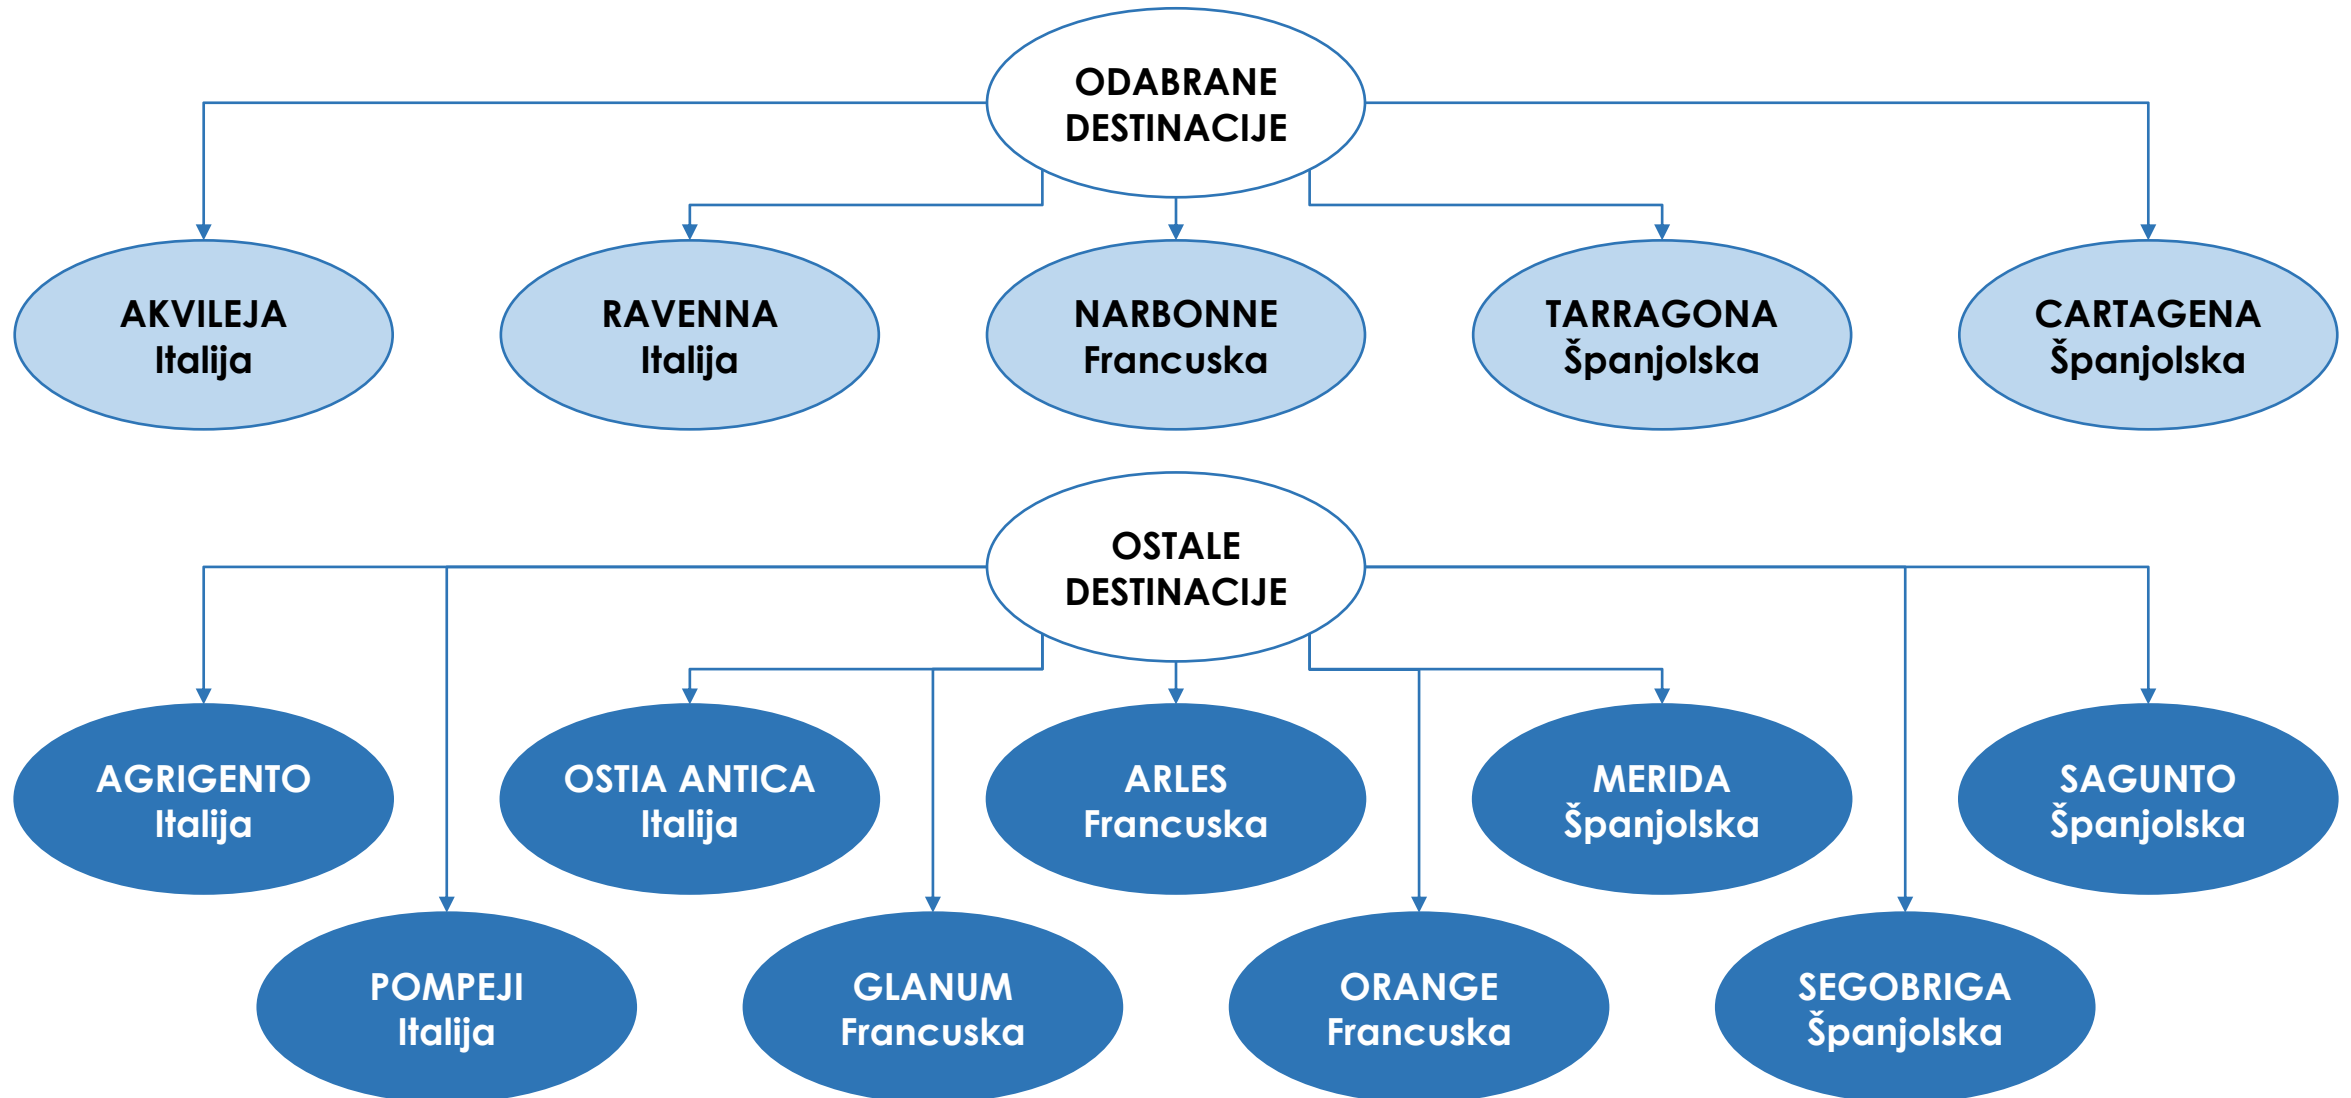 ODABRANE
DESTINACIJE
AKVILEJA
Italija
RAVENNA
Italija
NARBONNE
Francuska
TARRAGONA
Španjolska
CARTAGENA
Španjolska
OSTALE
DESTINACIJE
AGRIGENTO
Italija
OSTIA ANTICA
Italija
ARLES
Francuska
MERIDA
Španjolska
SAGUNTO
Španjolska
POMPEJI
Italija
GLANUM
Francuska
ORANGE
Francuska
SEGOBRIGA
Španjolska